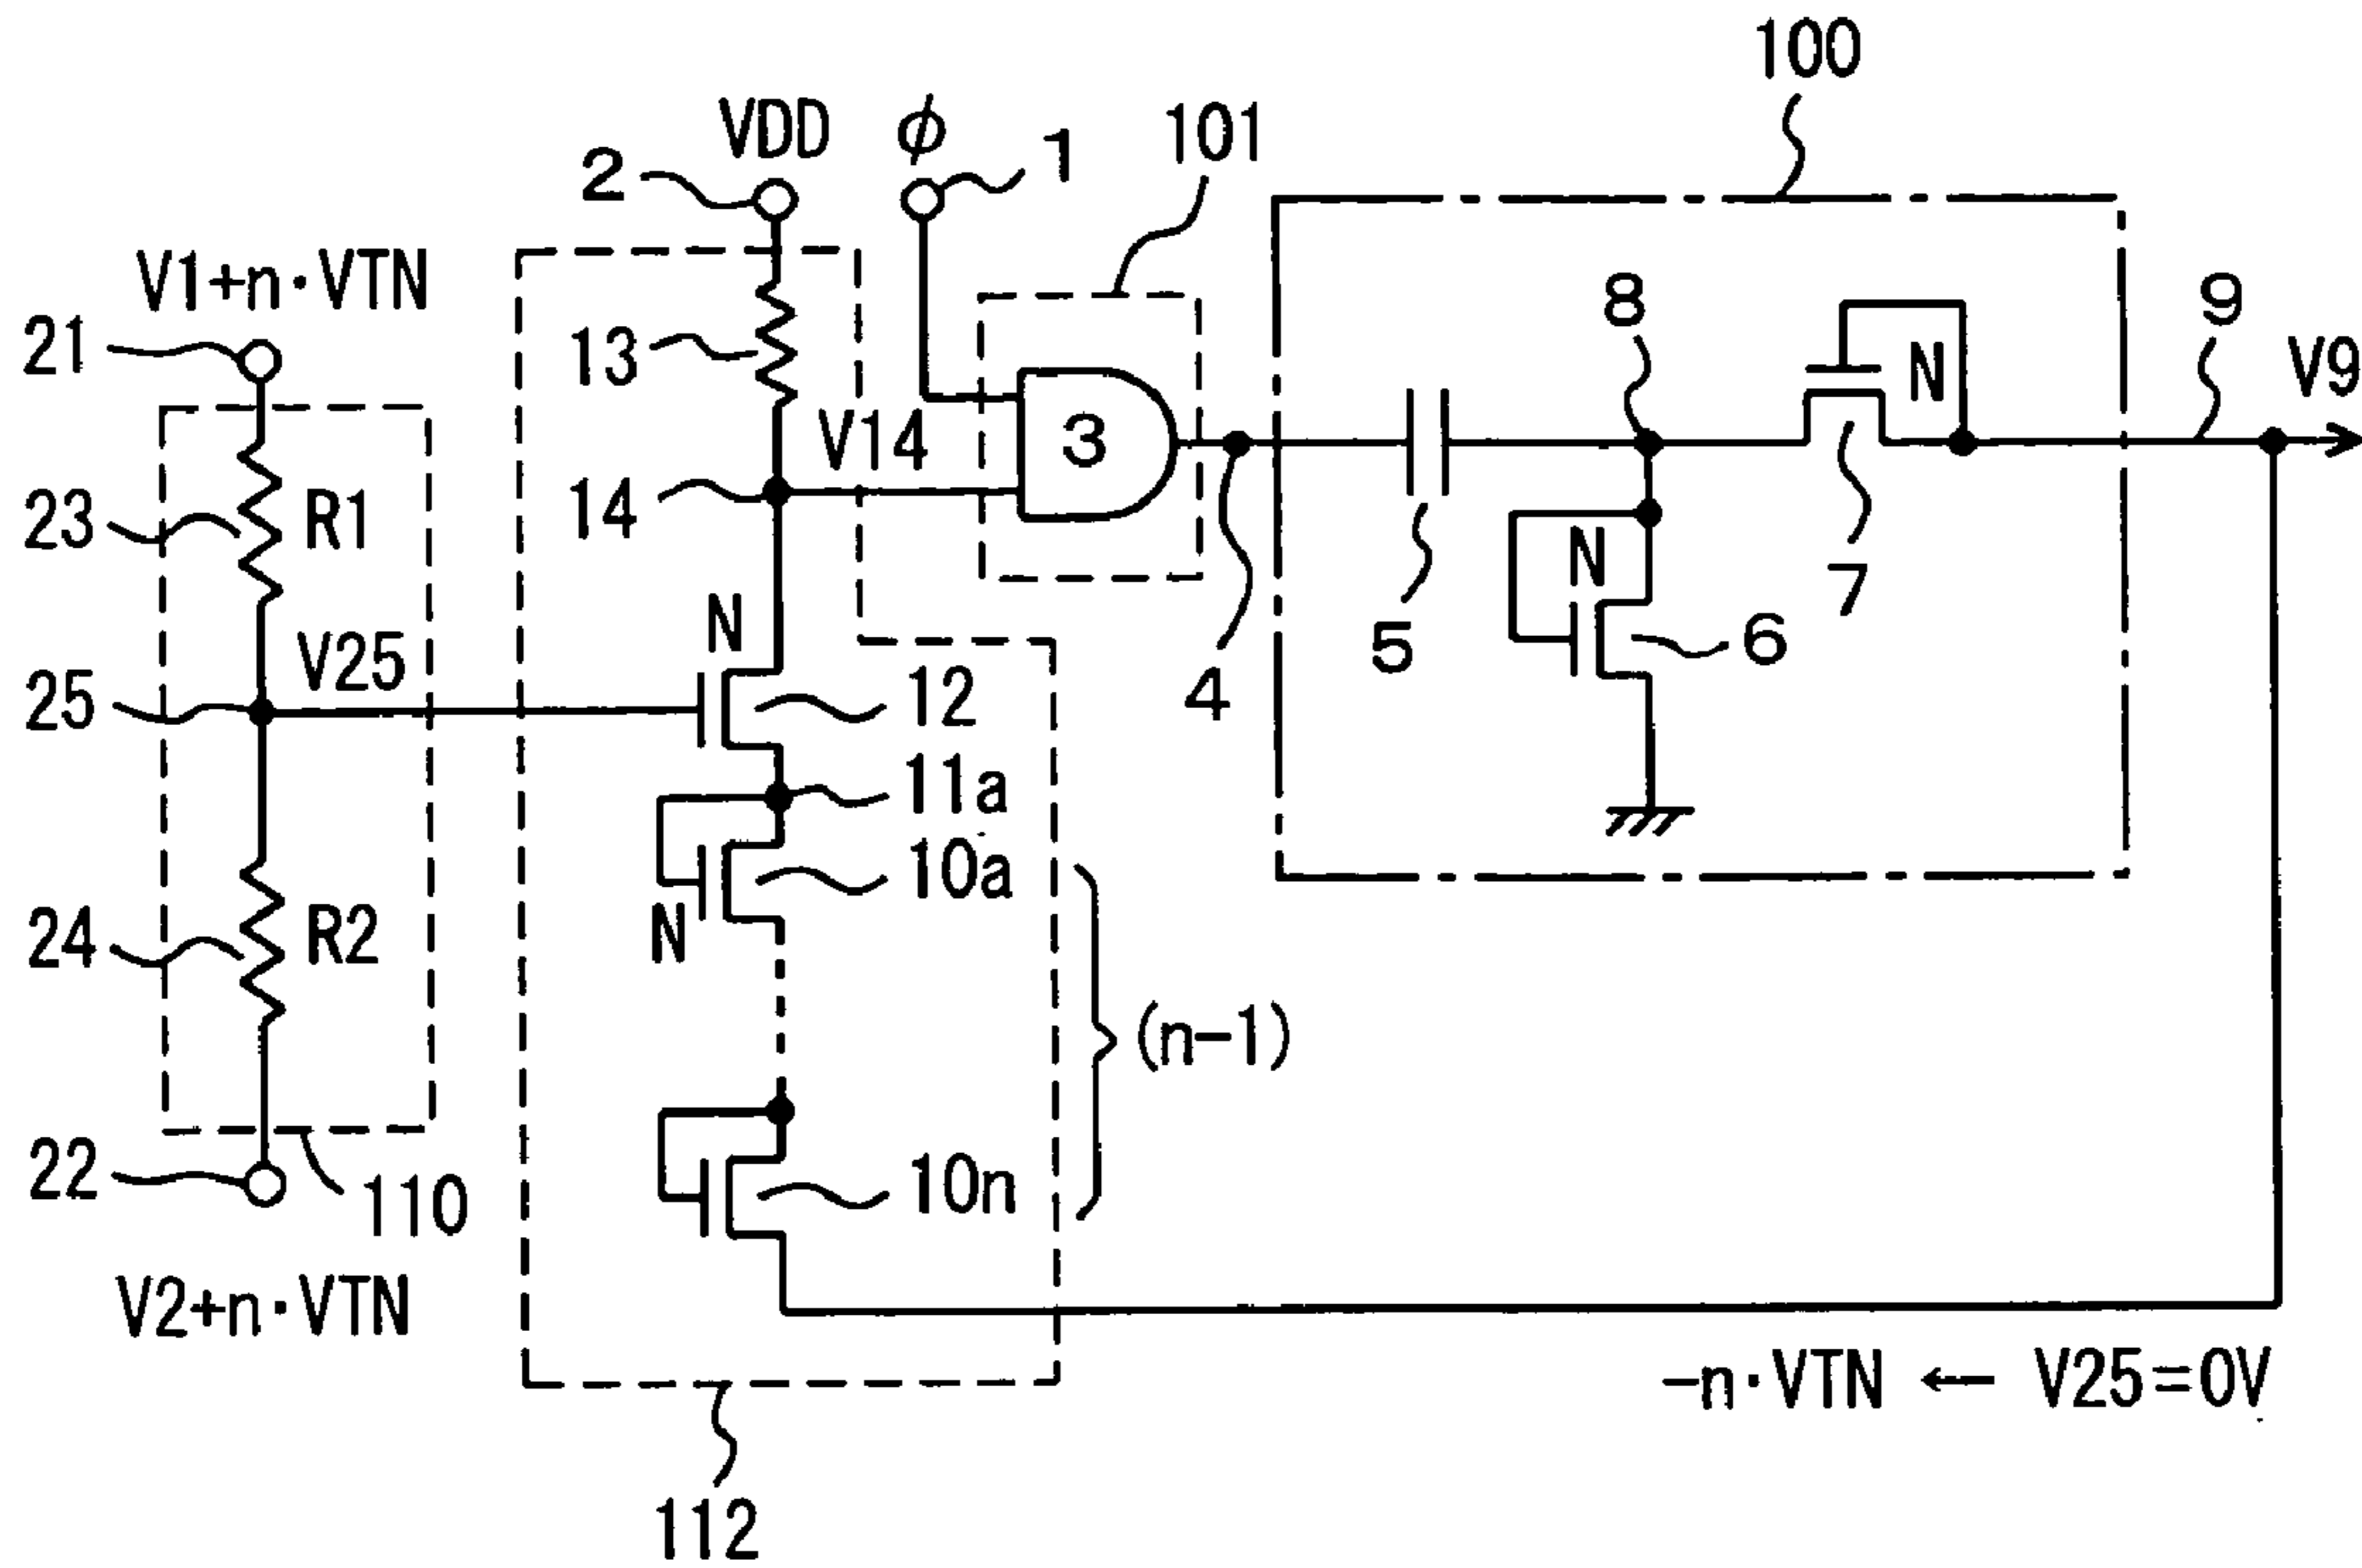 100
VDD
ϕ
1
101
2
V1+n·VTN
21
13
8
9
N
V9
3
V14
14
23
R1
N
7
5
6
4
N
V25
25
12
11a
10a
N
24
R2
(n-1)
22
110
10n
V2+n·VTN
-n·VTN ← V25=0V
112